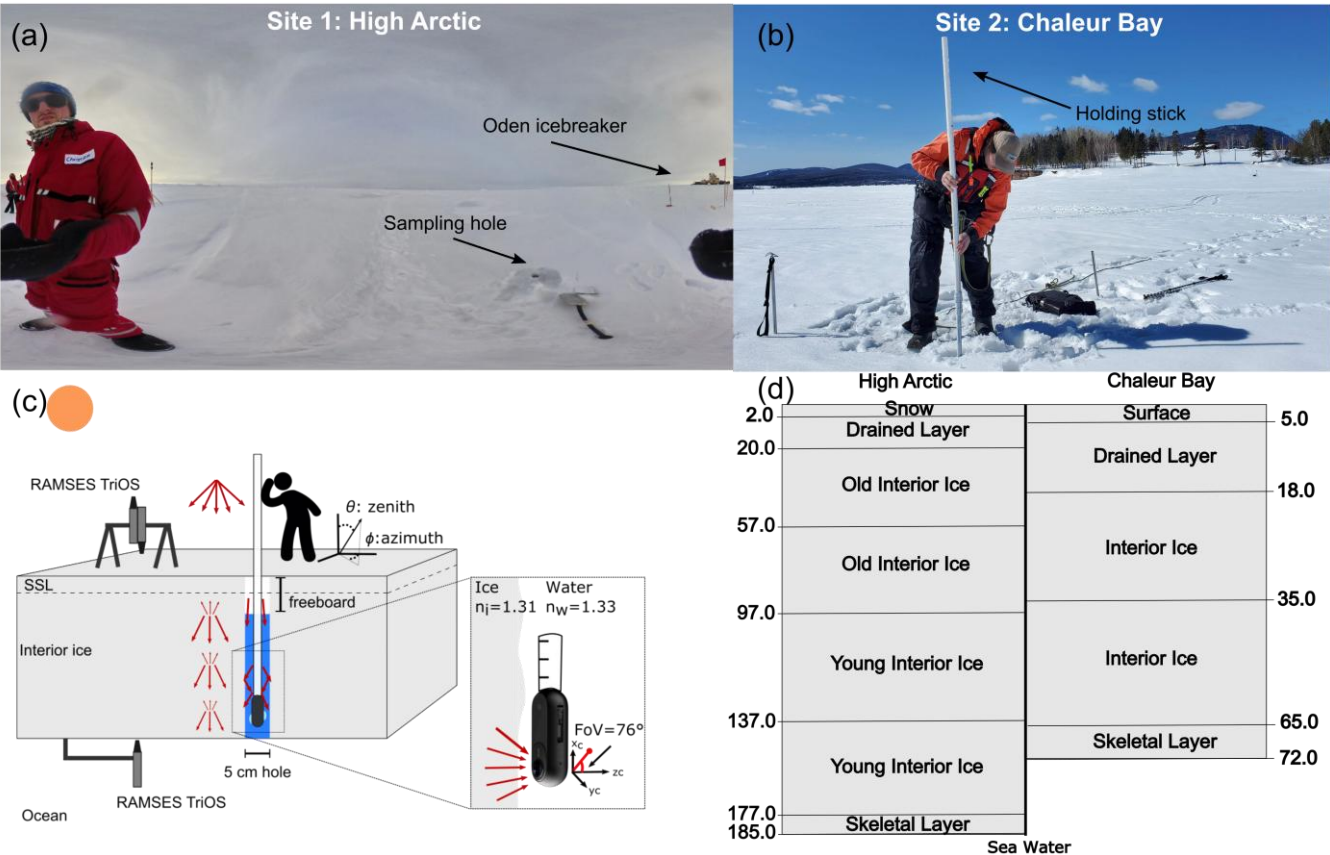 (a)
Site 1: High Arctic
Oden icebreaker
Sampling hole
(b)
Site 2: Chaleur Bay
Holding stick
(c)
RAMSES TriOS
θ: zenith
ϕ:azimuth
SSL
freeboard
Interior ice
5 cm hole
RAMSES TriOS
Ocean
Ice Water
nᵢ=1.31 n_w=1.33
FoV=76°
xc
zc
yc
(d)
High Arctic Chaleur Bay
Snow
2.0
Drained Layer
20.0
Old Interior Ice
57.0
Old Interior Ice
97.0
Young Interior Ice
137.0
Young Interior Ice
177.0
Skeletal Layer
185.0
Surface
5.0
Drained Layer
18.0
Interior Ice
35.0
Interior Ice
65.0
Skeletal Layer
72.0
Sea Water